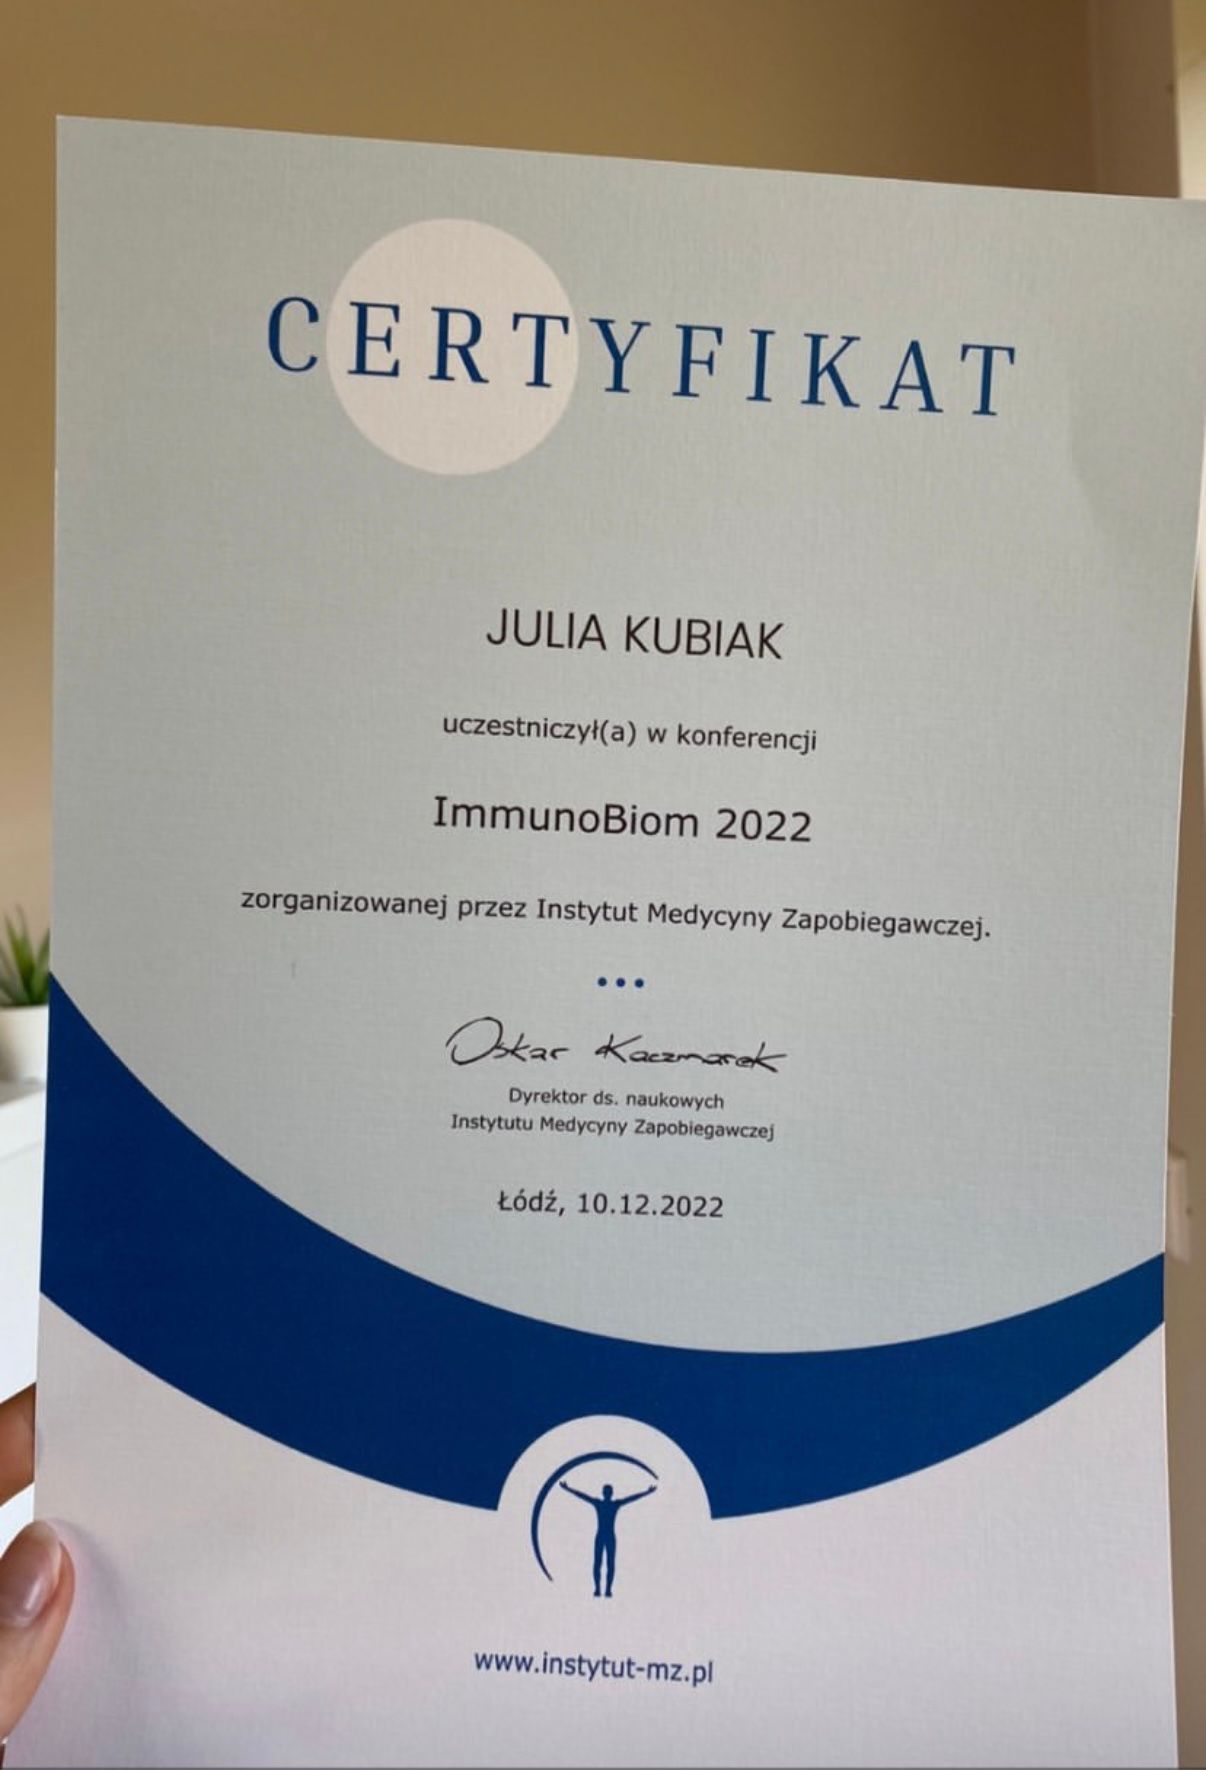 CERTYFIKAT
JULIA KUBIAK
uczestniczył(a) w konferencji
ImmunoBiom 2022
zorganizowanej przez Instytut Medycyny Zapobiegawczej.
Oskar Kaczmarek
Dyrektor ds. naukowych
Instytutu Medycyny Zapobiegawczej
Łódź, 10.12.2022
www.instytut-mz.pl